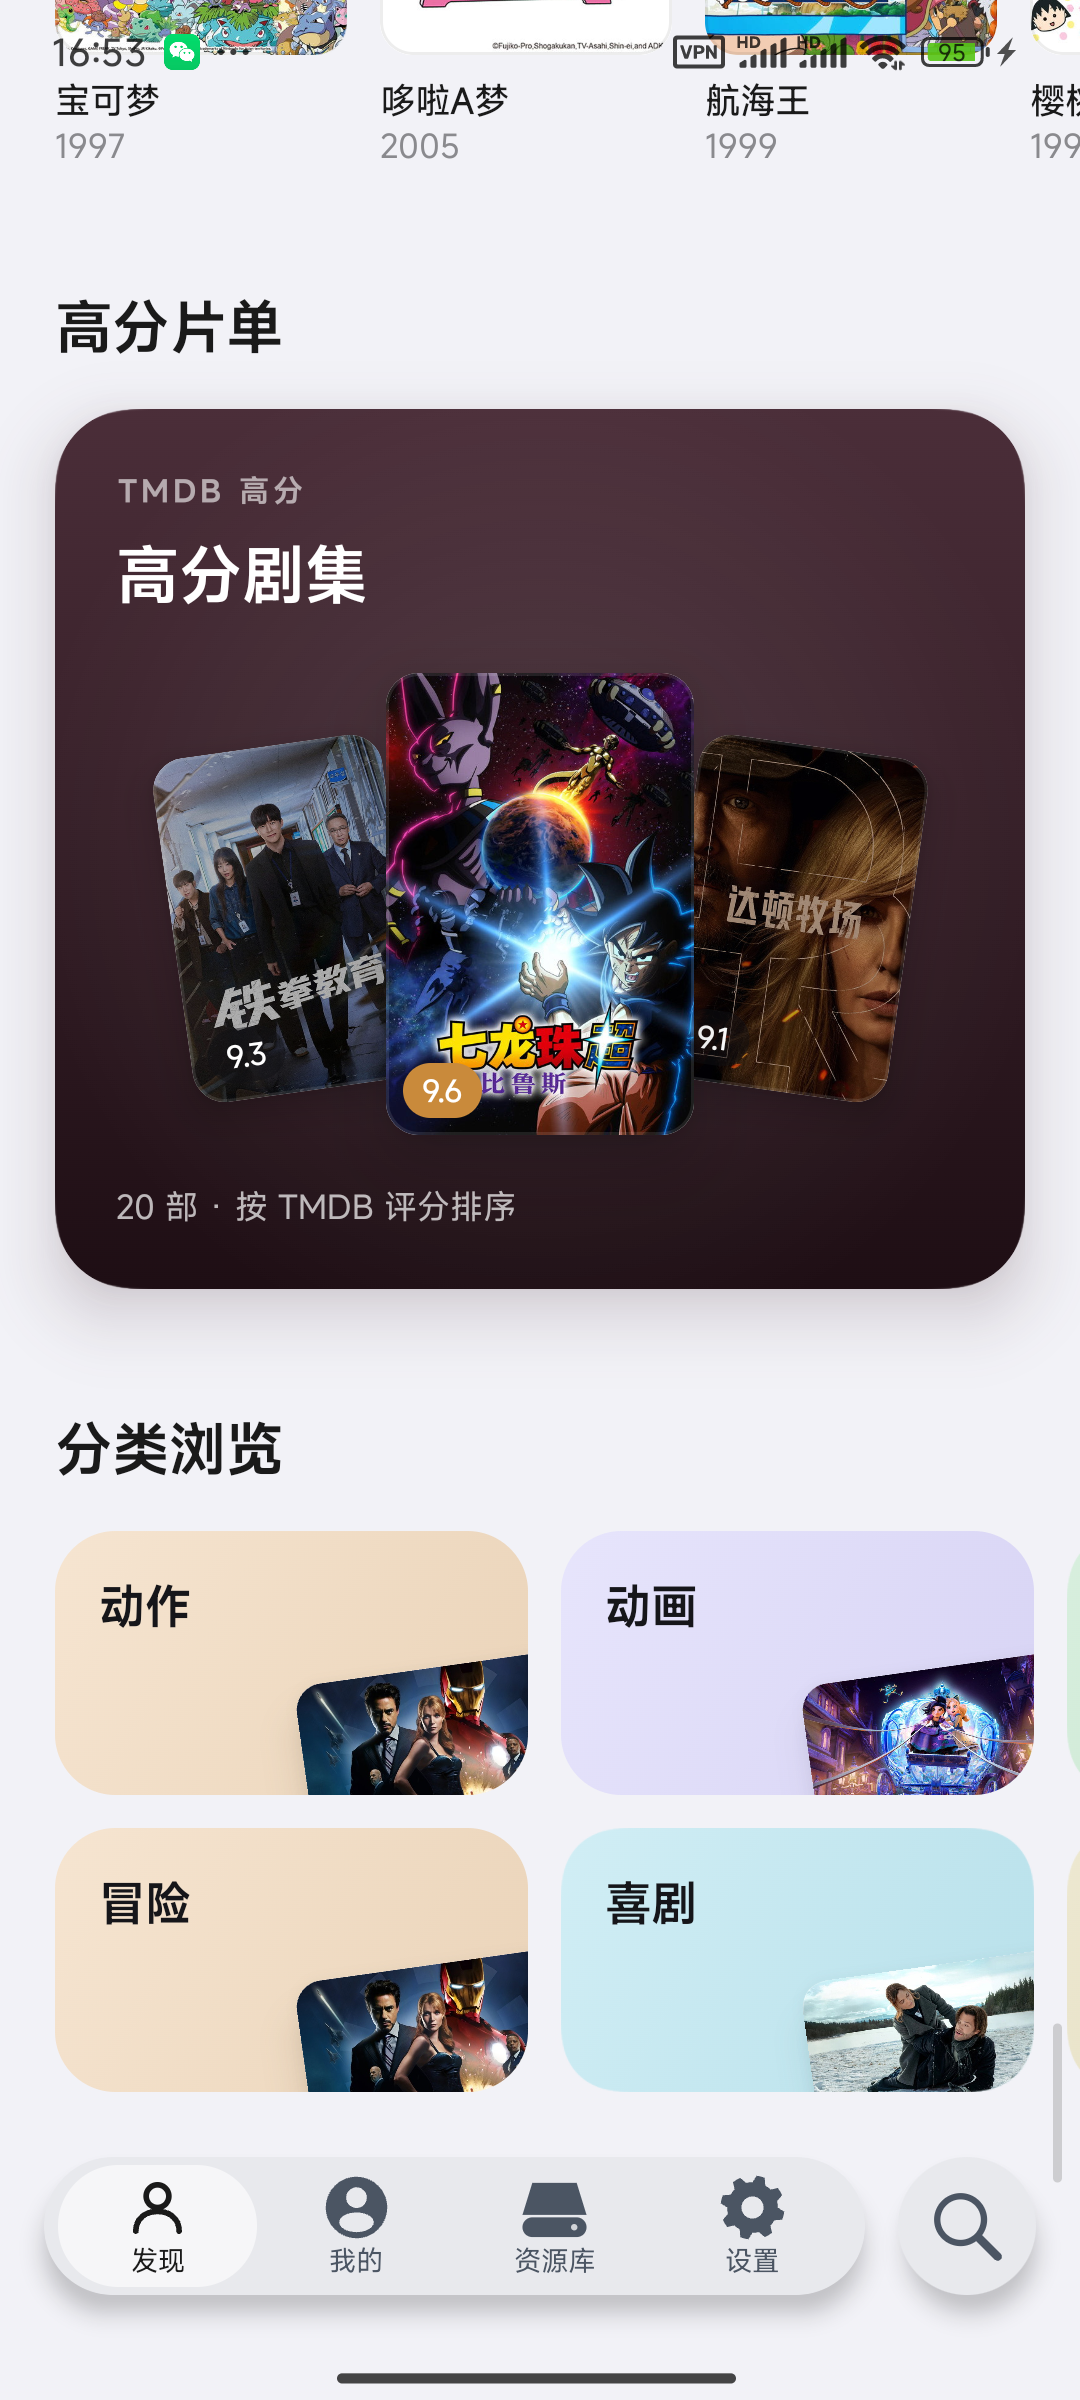 ©Fujiko-Pro,Shogakukan,TV-Asahi,Shin-ei,and ADK
16:53
VPN HD HD 95
宝可梦 哆啦A梦 航海王
1997 2005 1999 199
高分片单
TMDB 高分
高分剧集
铁拳教育
9.3
七龙珠超
比鲁斯
9.6
达顿牧场
9.1
20 部 · 按 TMDB 评分排序
分类浏览
动作 动画
冒险 喜剧
发现 我的 资源库 设置